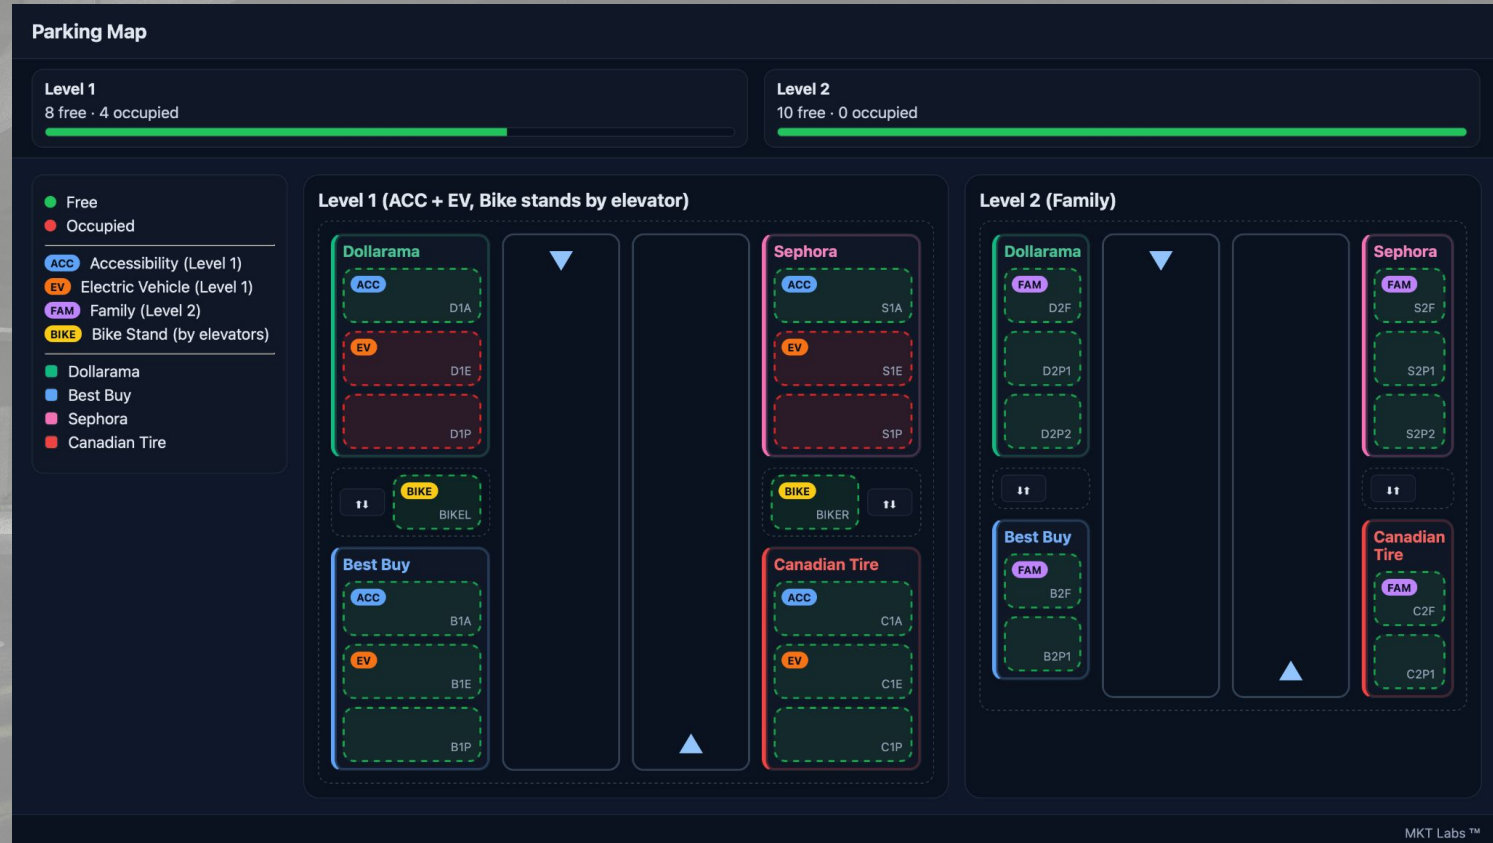 Parking Map
Level 1
8 free · 4 occupied
Level 2
10 free · 0 occupied
Free
Occupied
ACC Accessibility (Level 1)
EV Electric Vehicle (Level 1)
FAM Family (Level 2)
BIKE Bike Stand (by elevators)
Dollarama
Best Buy
Sephora
Canadian Tire
Level 1 (ACC + EV, Bike stands by elevator)
Dollarama
ACC
D1A
EV
D1E
D1P
BIKE
BIKEL
Best Buy
ACC
B1A
EV
B1E
B1P
Sephora
ACC
S1A
EV
S1E
S1P
BIKE
BIKER
Canadian Tire
ACC
C1A
EV
C1E
C1P
Level 2 (Family)
Dollarama
FAM
D2F
D2P1
D2P2
Best Buy
FAM
B2F
B2P1
Sephora
FAM
S2F
S2P1
S2P2
Canadian
Tire
FAM
C2F
C2P1
MKT Labs ™